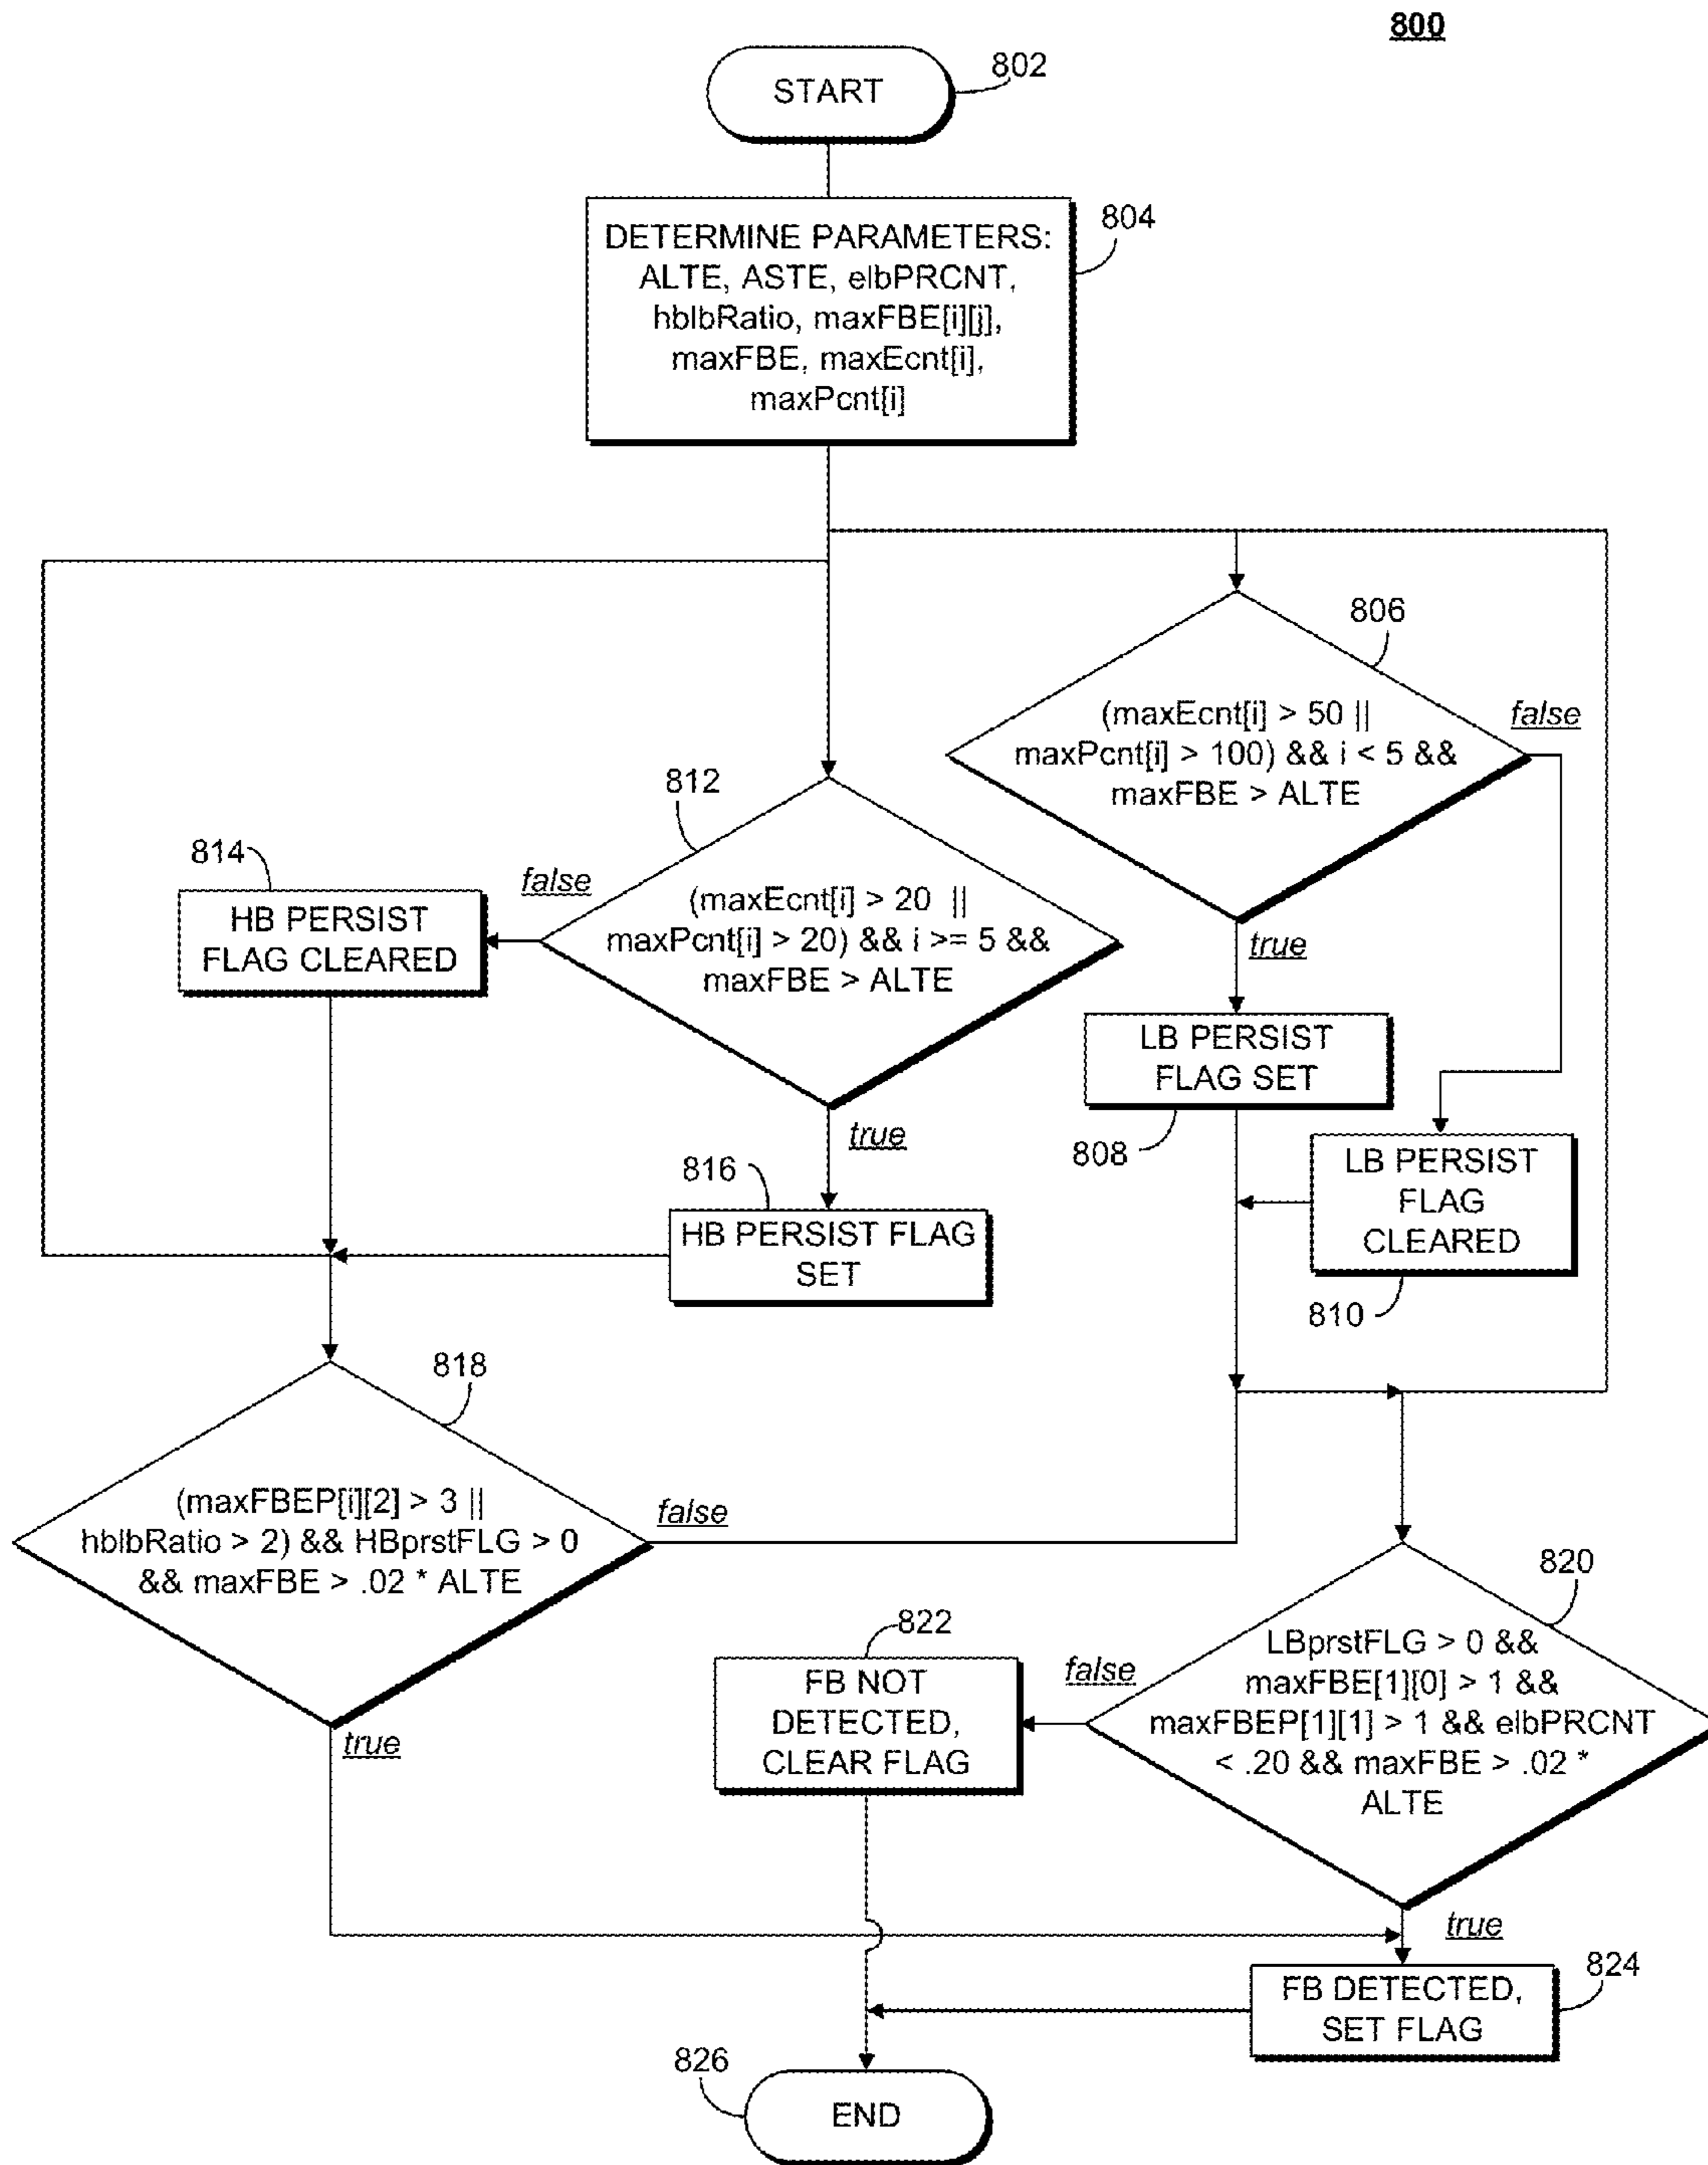 800
START
802
DETERMINE PARAMETERS:
ALTE, ASTE, elbPRCNT,
hblbRatio, maxFBE[i][j],
maxFBE, maxEcnt[i],
maxPcnt[i]
804
806
(maxEcnt[i] > 50 ||
maxPcnt[i] > 100) && i < 5 &&
maxFBE > ALTE
false
true
812
(maxEcnt[i] > 20 ||
maxPcnt[i] > 20) && i >= 5 &&
maxFBE > ALTE
false
true
814
HB PERSIST
FLAG CLEARED
LB PERSIST
FLAG SET
808
LB PERSIST
FLAG
CLEARED
810
816
HB PERSIST FLAG
SET
818
(maxFBEP[i][2] > 3 ||
hblbRatio > 2) && HBprstFLG > 0
&& maxFBE > .02 * ALTE
false
true
820
LBprstFLG > 0 &&
maxFBE[1][0] > 1 &&
maxFBEP[1][1] > 1 && elbPRCNT
< .20 && maxFBE > .02 *
ALTE
false
true
822
FB NOT
DETECTED,
CLEAR FLAG
824
FB DETECTED,
SET FLAG
826
END